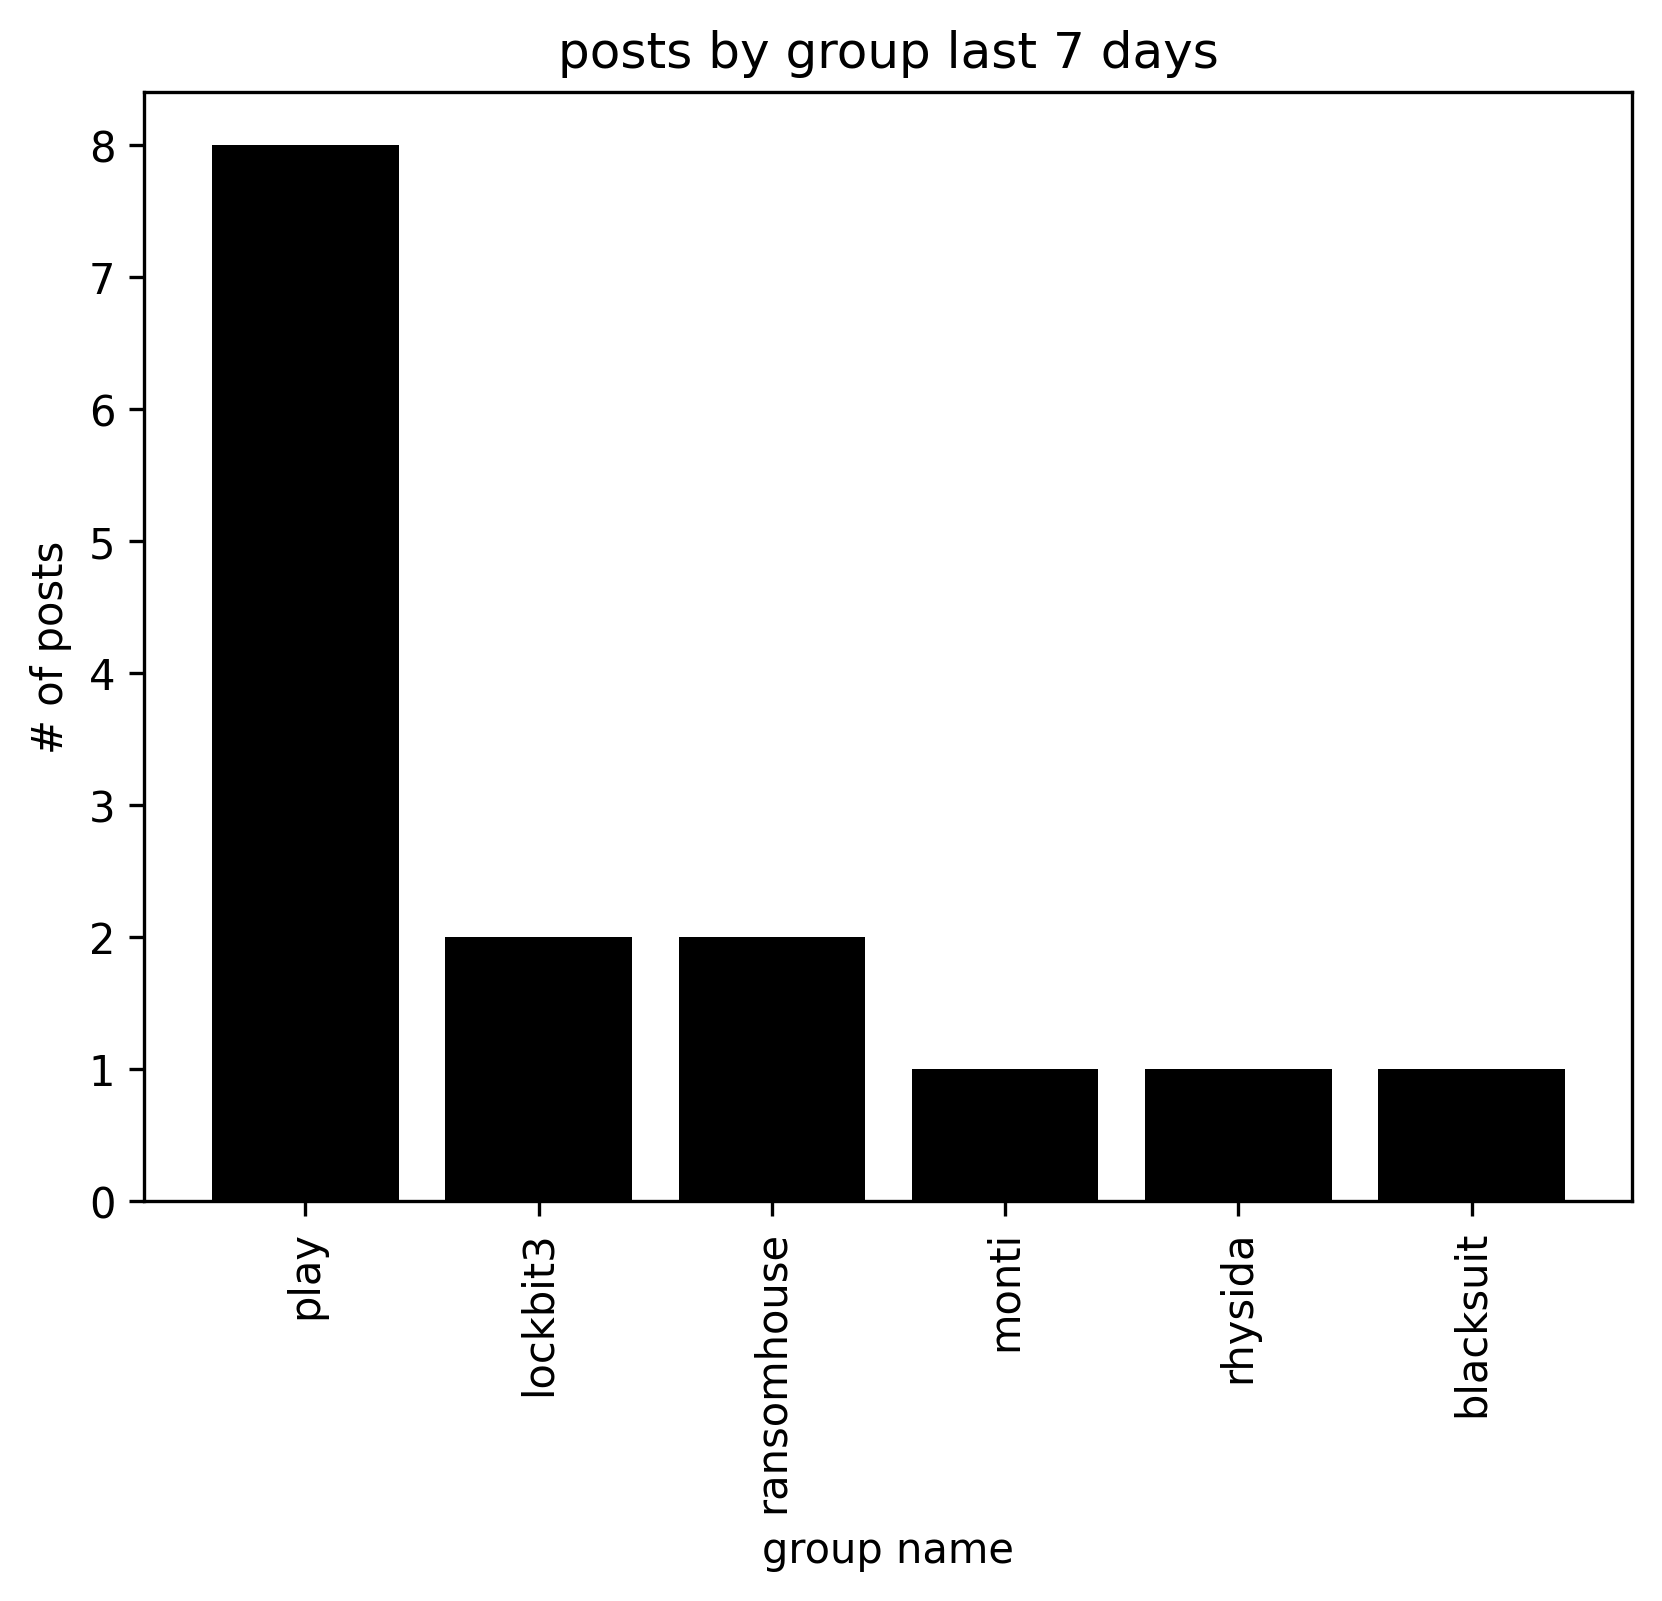 posts by group last 7 days
8
7
6
5
4
3
2
1
0
# of posts
play
lockbit3
ransomhouse
monti
rhysida
blacksuit
group name